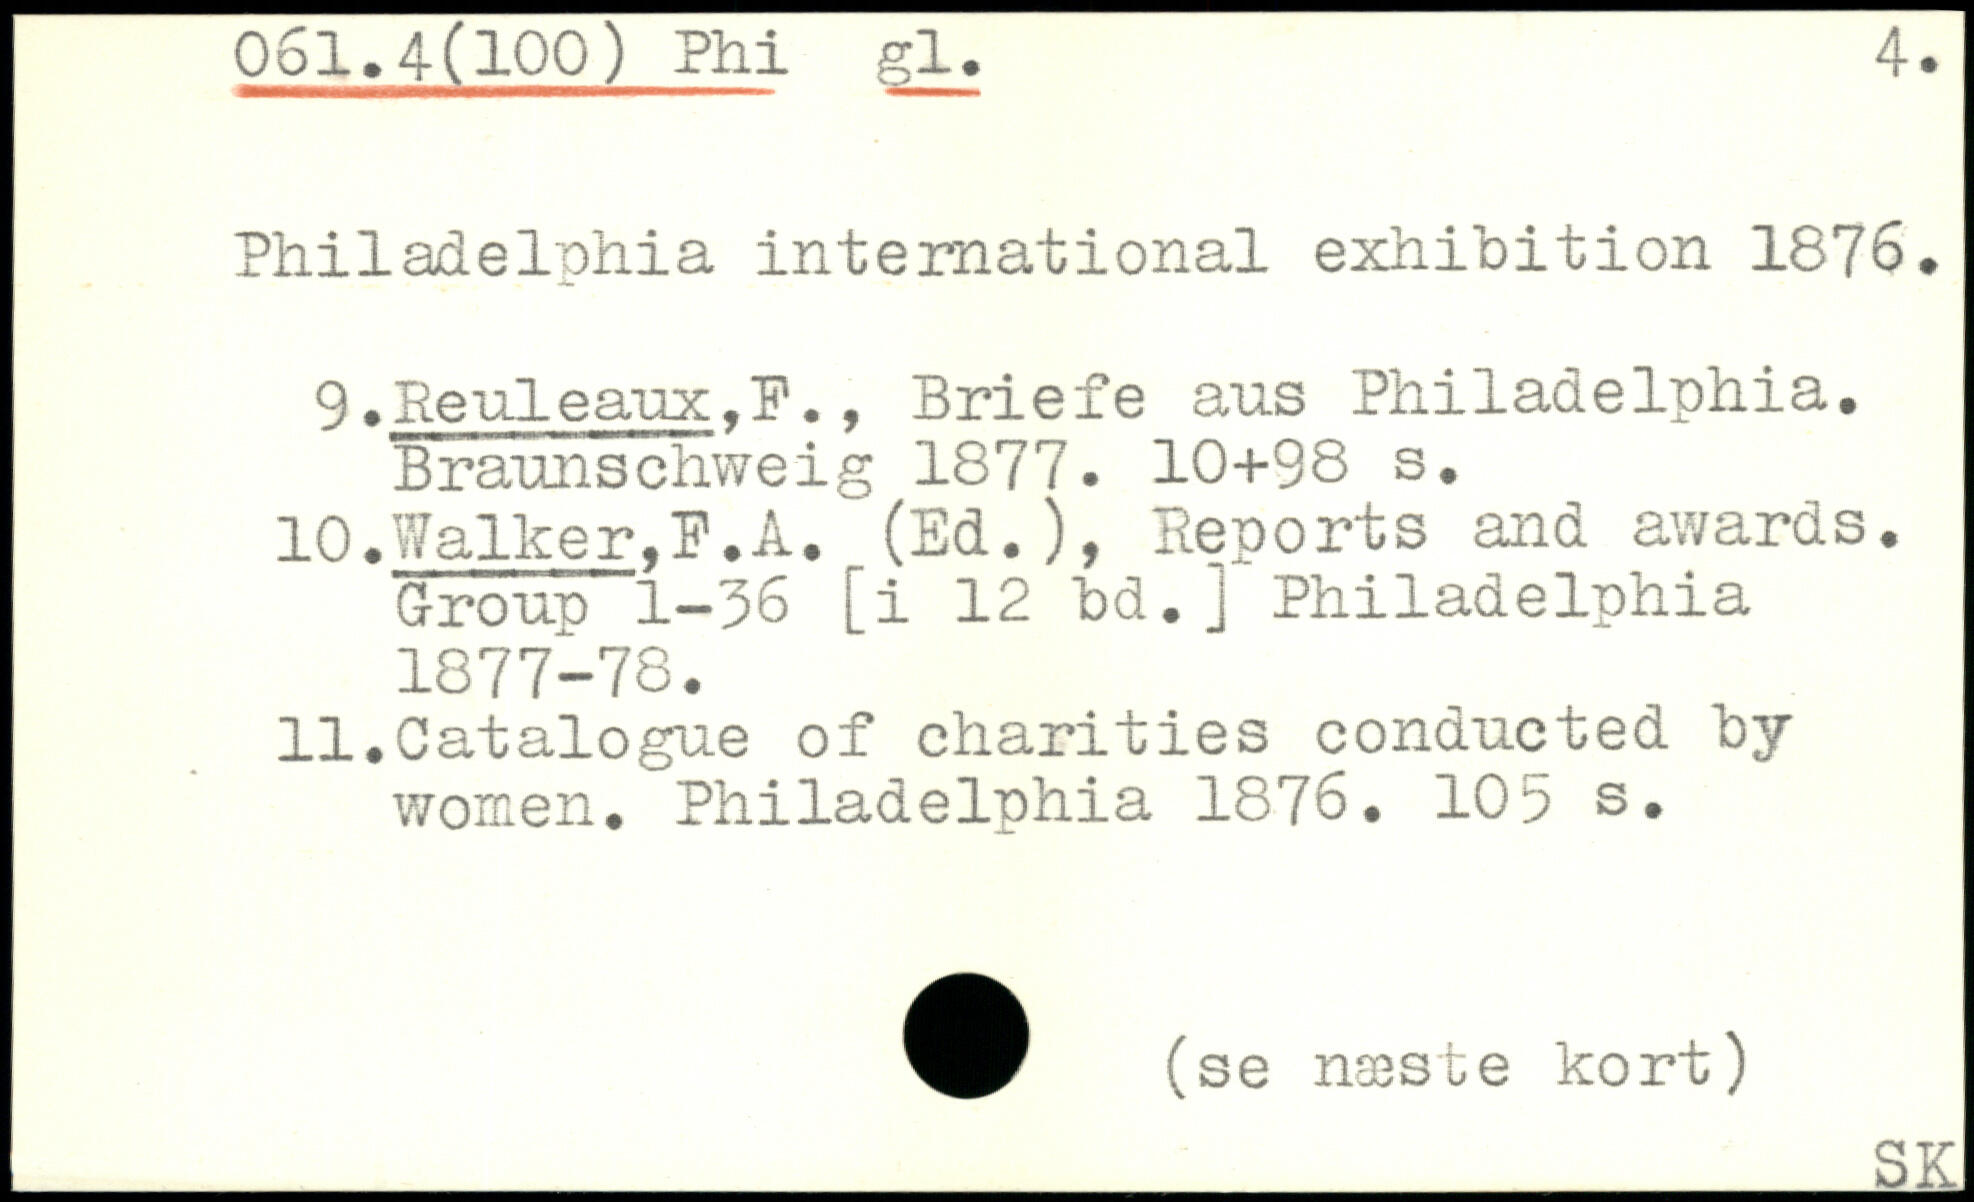 061.4(100) Phi gl. 4.
Philadelphia international exhibition 1876.
9.Reuleaux,F., Briefe aus Philadelphia.
Braunschweig 1877. 10+98 s.
10.Walker,F.A. (Ed.), Reports and awards.
Group 1-36 [i 12 bd.] Philadelphia
1877-78.
11.Catalogue of charities conducted by
women. Philadelphia 1876. 105 s.
(se næste kort)
SK